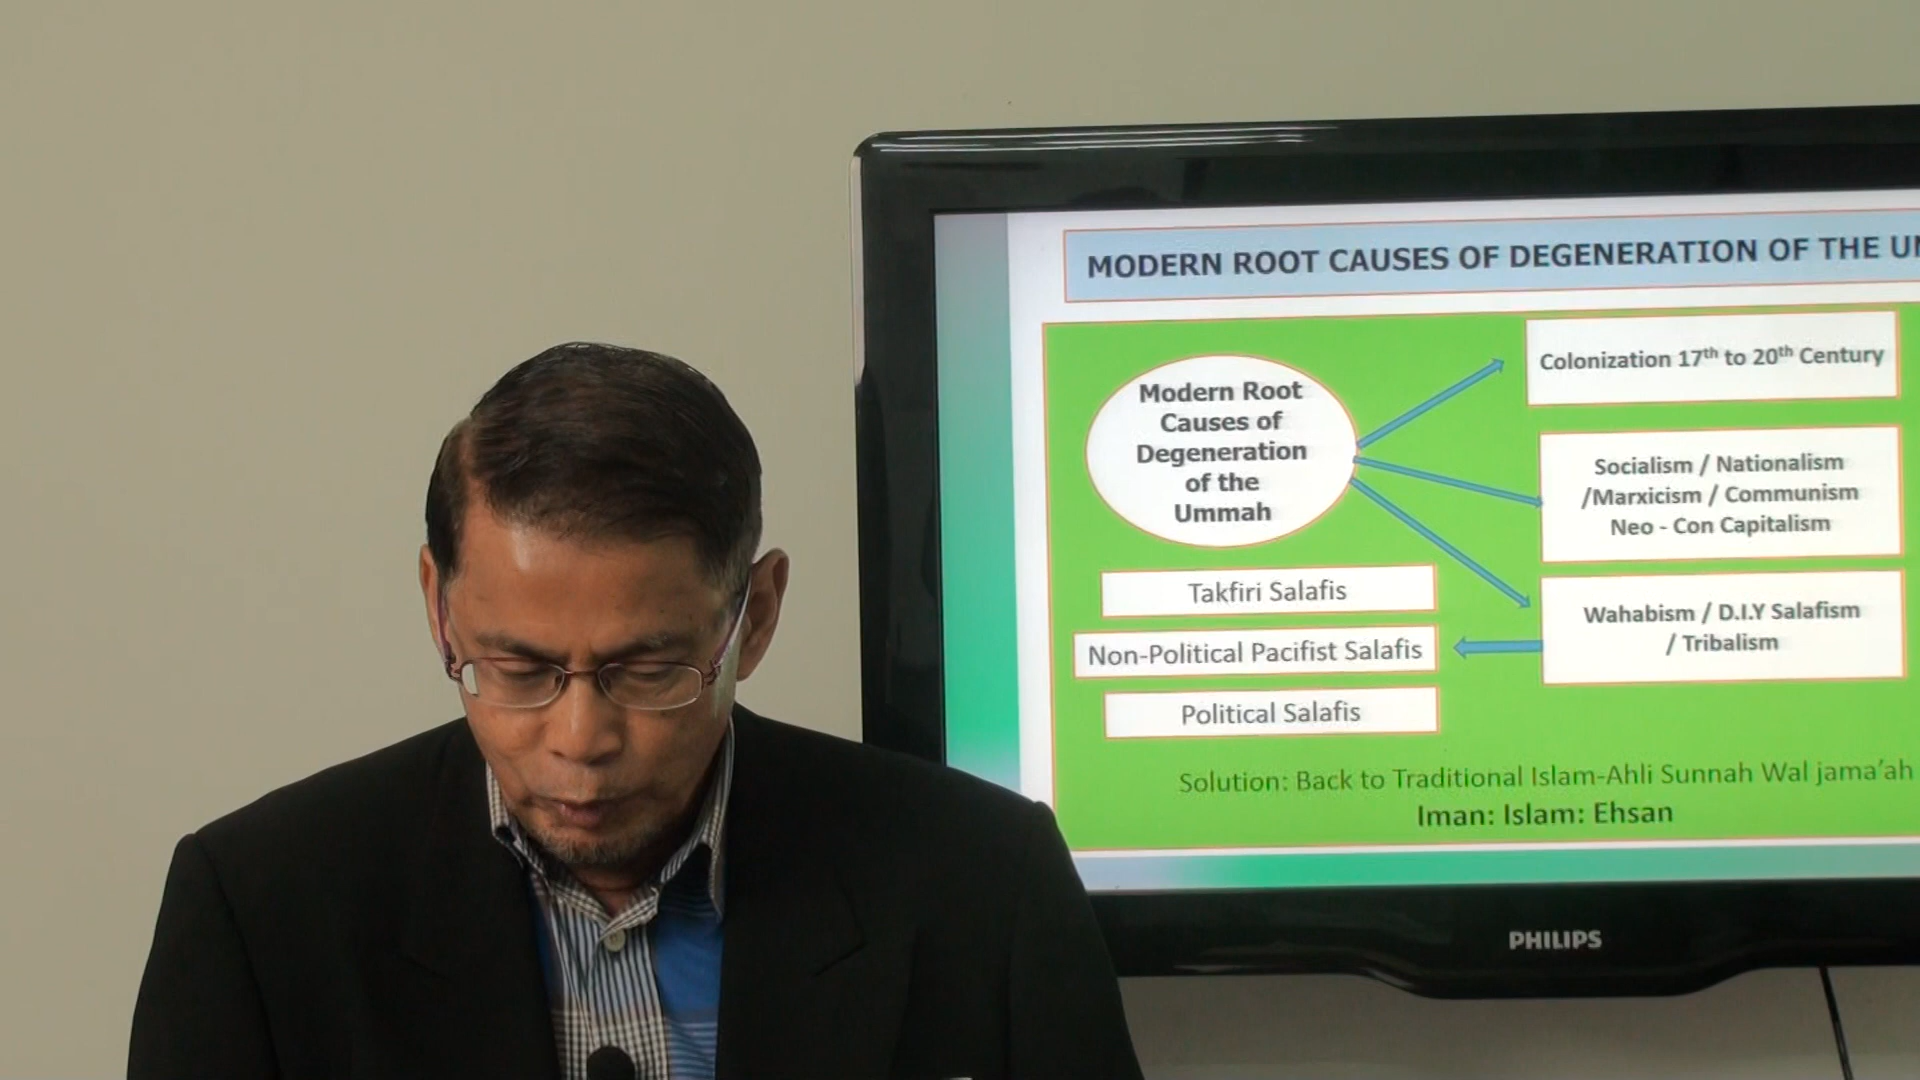 MODERN ROOT CAUSES OF DEGENERATION OF THE
Modern Root
Causes of
Degeneration
of the
Ummah
Colonization 17th to 20th Century
Socialism / Nationalism
/Marxicism / Communism
Neo - Con Capitalism
Wahabism / D.I.Y Salafism
/ Tribalism
Takfiri Salafis
Non-Political Pacifist Salafis
Political Salafis
Solution: Back to Traditional Islam-Ahli Sunnah Wal jama’ah
Iman: Islam: Ehsan
PHILIPS